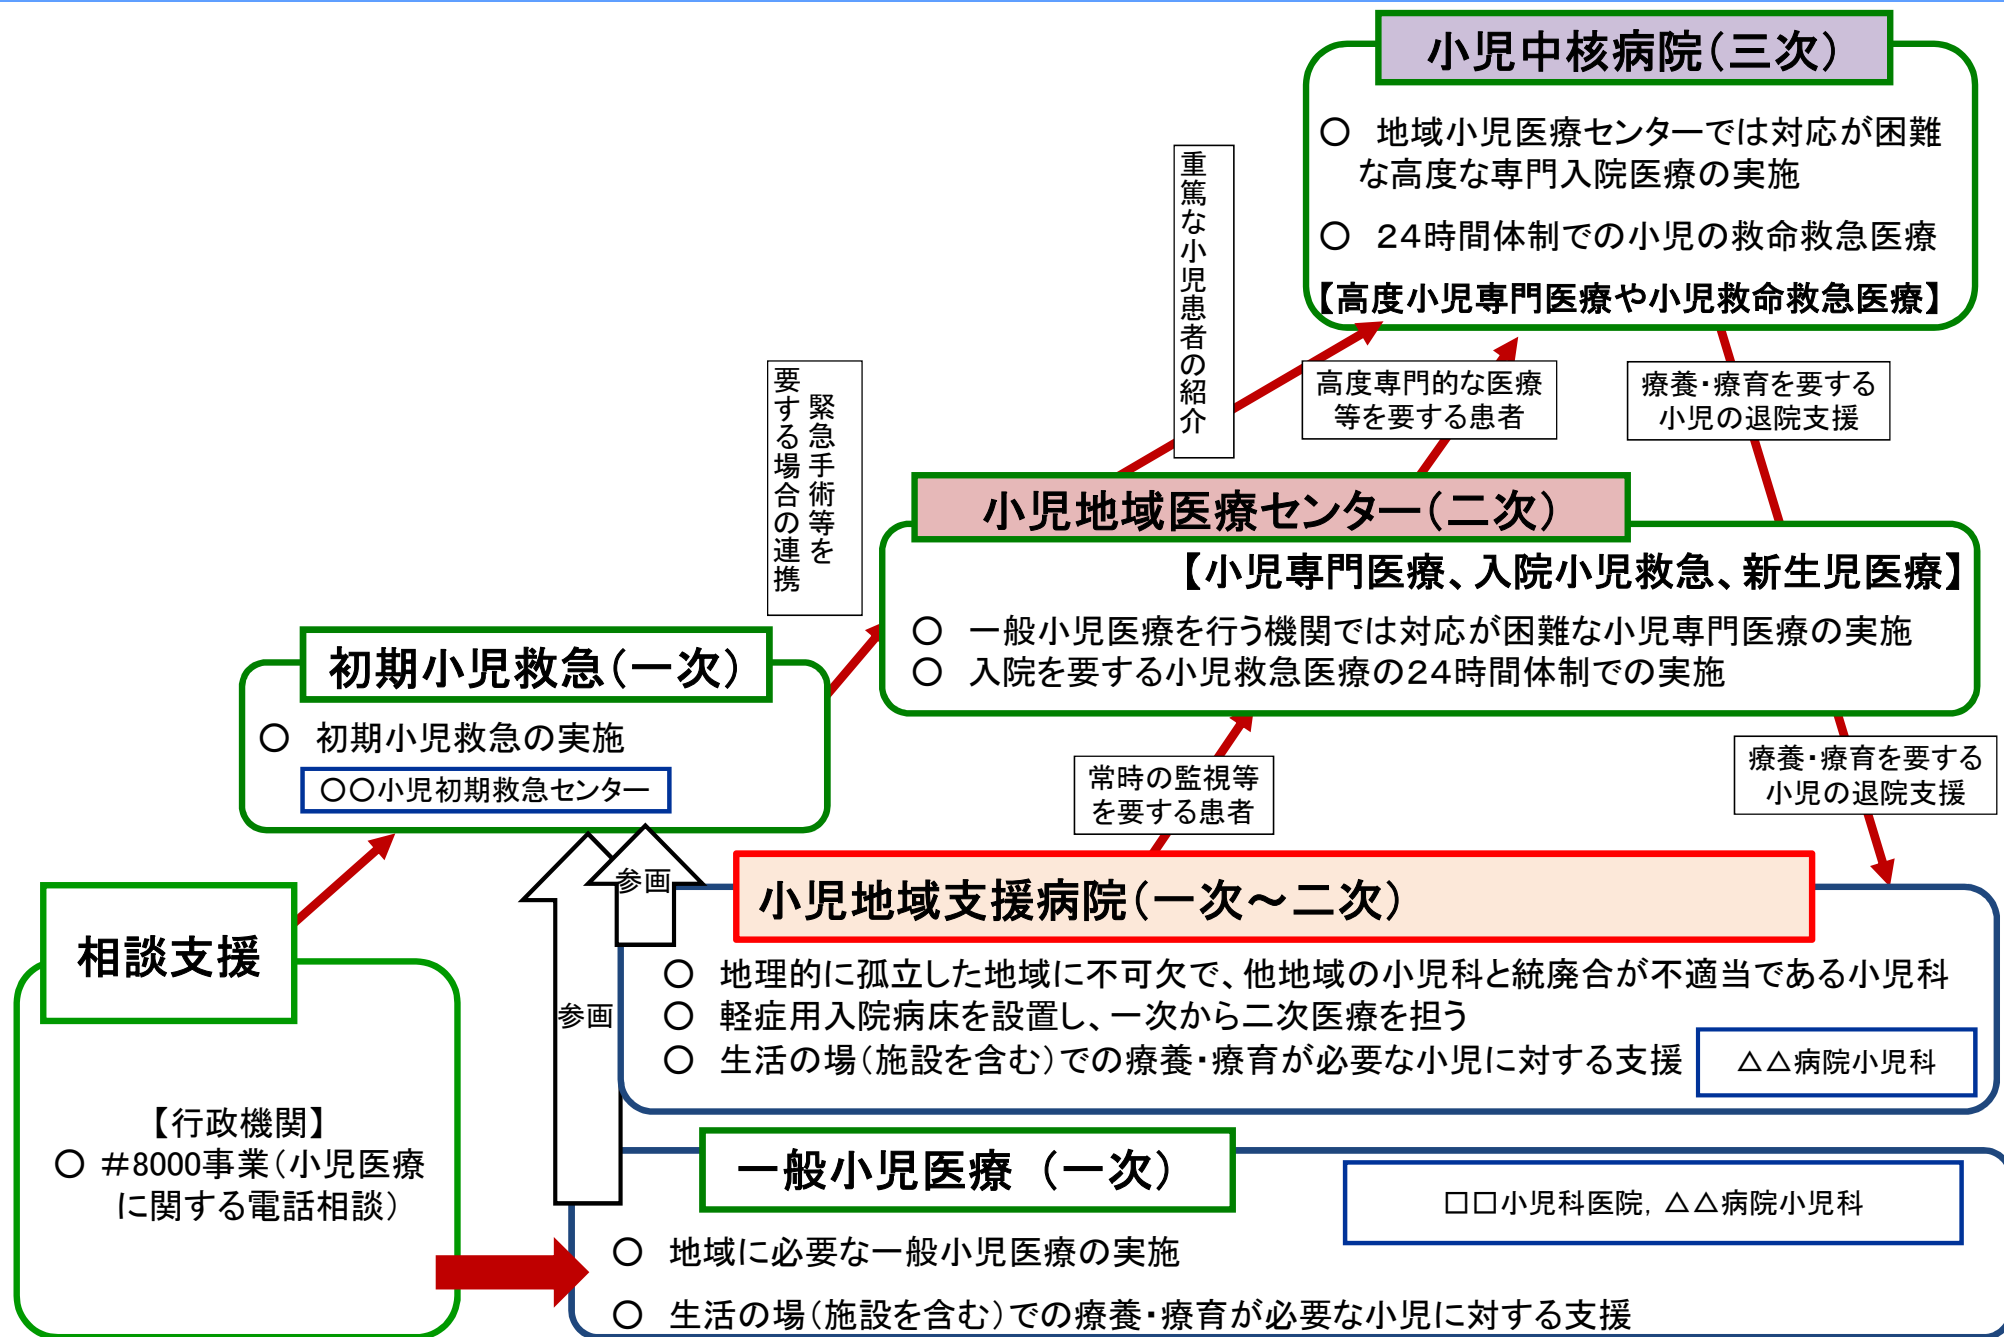 小児中核病院(三次)
○ 地域小児医療センターでは対応が困難
な高度な専門入院医療の実施
○ 24時間体制での小児の救命救急医療
【高度小児専門医療や小児救命救急医療】
重篤な小児患者の紹介
高度専門的な医療
等を要する患者
療養・療育を要する
小児の退院支援
緊急手術等を
要する場合の連携
小児地域医療センター(二次)
【小児専門医療、入院小児救急、新生児医療】
○ 一般小児医療を行う機関では対応が困難な小児専門医療の実施
○ 入院を要する小児救急医療の24時間体制での実施
初期小児救急(一次)
○ 初期小児救急の実施
○○小児初期救急センター
常時の監視等
を要する患者
療養・療育を要する
小児の退院支援
参画
参画
小児地域支援病院(一次～二次)
○ 地理的に孤立した地域に不可欠で、他地域の小児科と統廃合が不適当である小児科
○ 軽症用入院病床を設置し、一次から二次医療を担う
○ 生活の場(施設を含む)での療養・療育が必要な小児に対する支援
△△病院小児科
相談支援
【行政機関】
○ #8000事業(小児医療
に関する電話相談)
一般小児医療 (一次)
□□小児科医院, △△病院小児科
○ 地域に必要な一般小児医療の実施
○ 生活の場(施設を含む)での療養・療育が必要な小児に対する支援